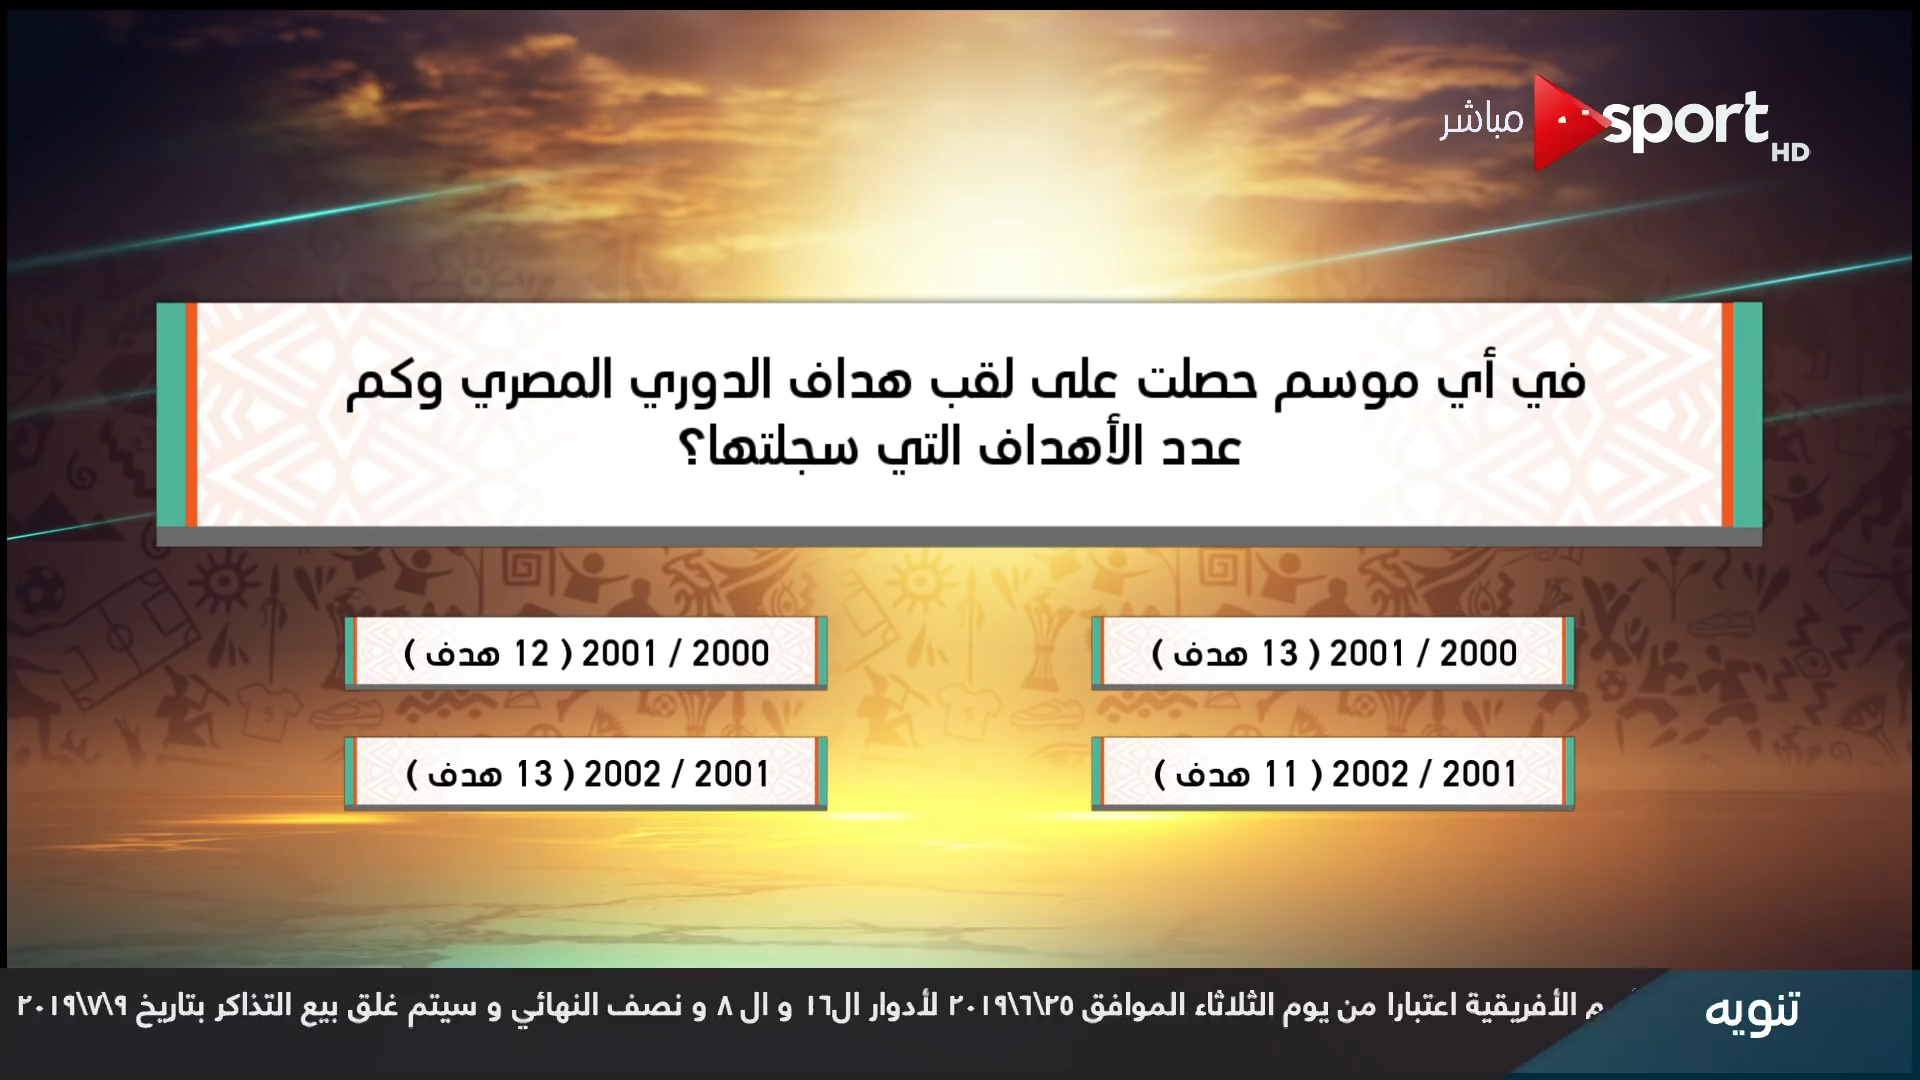 مباشر sport HD
في أي موسم حصلت على لقب هداف الدوري المصري وكم
عدد الأهداف التي سجلتها؟
2000 / 2001 ( 13 هدف )
2000 / 2001 ( 12 هدف )
2001 / 2002 ( 11 هدف )
2001 / 2002 ( 13 هدف )
تنويه
الأفريقية اعتبارا من يوم الثلاثاء الموافق ٢٠١٩\٦\٢٥ لأدوار ال١٦ و ال ٨ و نصف النهائي و سيتم غلق بيع التذاكر بتاريخ ٢٠١٩\٧\٩